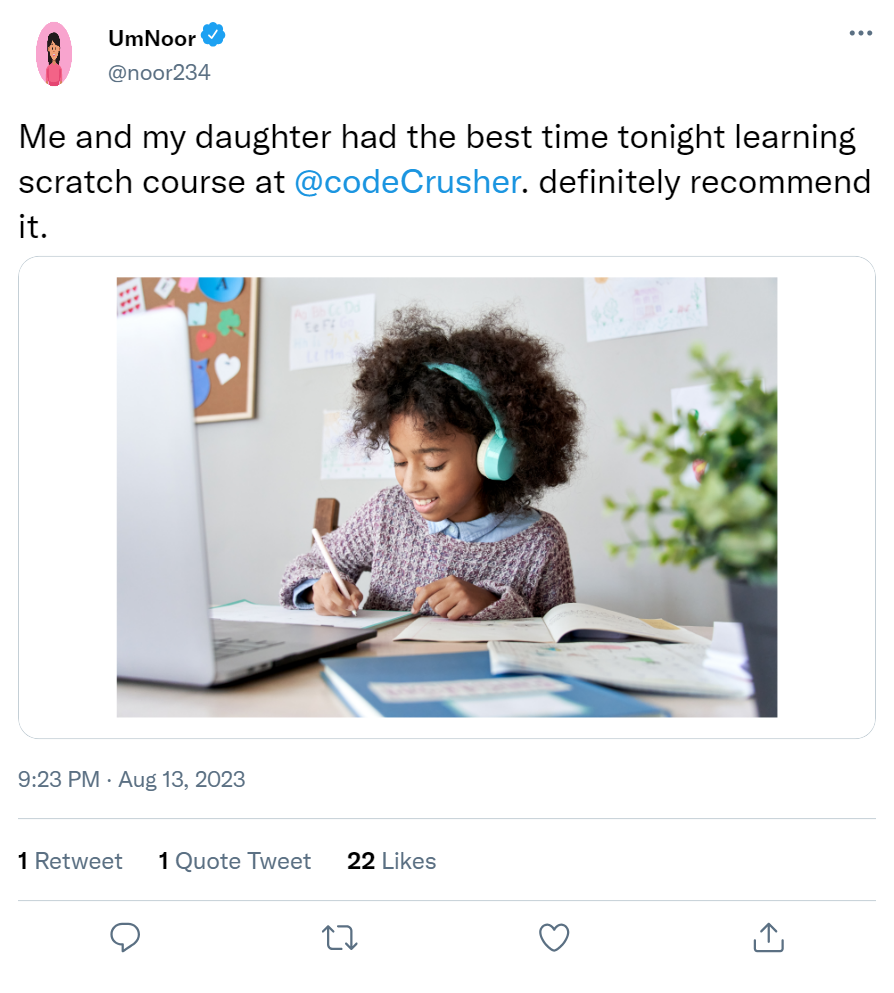 UmNoor
@noor234
Me and my daughter had the best time tonight learning
scratch course at @codeCrusher. definitely recommend
it.
A
9:23 PM · Aug 13, 2023
1 Retweet 1 Quote Tweet 22 Likes